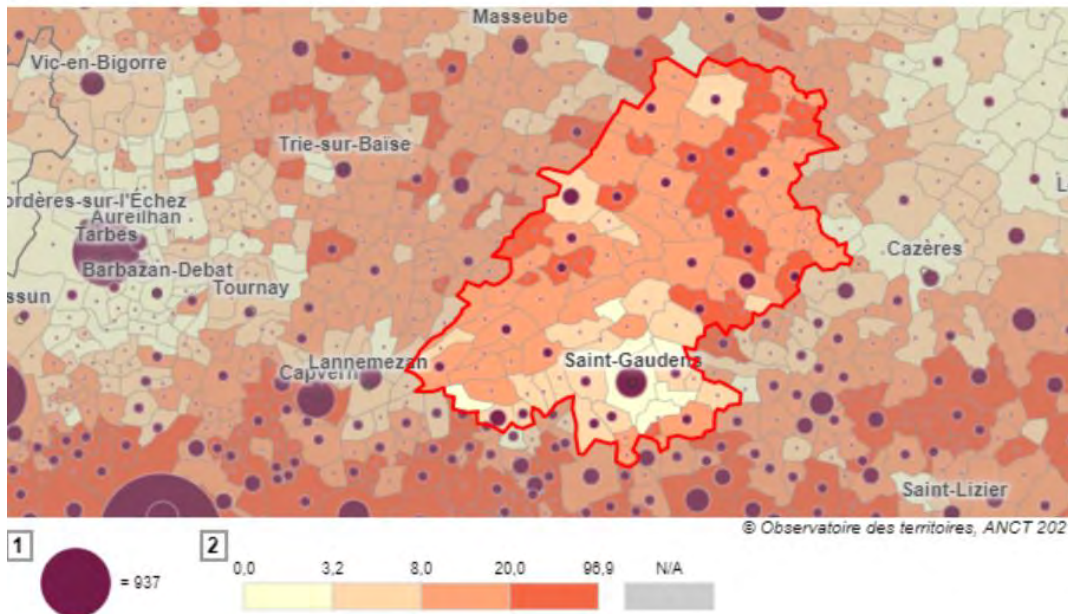 Masseube
Vic-en-Bigorre
Trie-sur-Baïse
ordères-sur-l'Échez
Aureilhan
Tarbes
Cazères
Barbazan-Debat
Tournay
ssun
Lannemezan
Capvern
Saint-Gaudens
Saint-Lizier
© Observatoire des territoires, ANCT 202
1
2
= 937
0,0 3,2 8,0 20,0 96,9 N/A